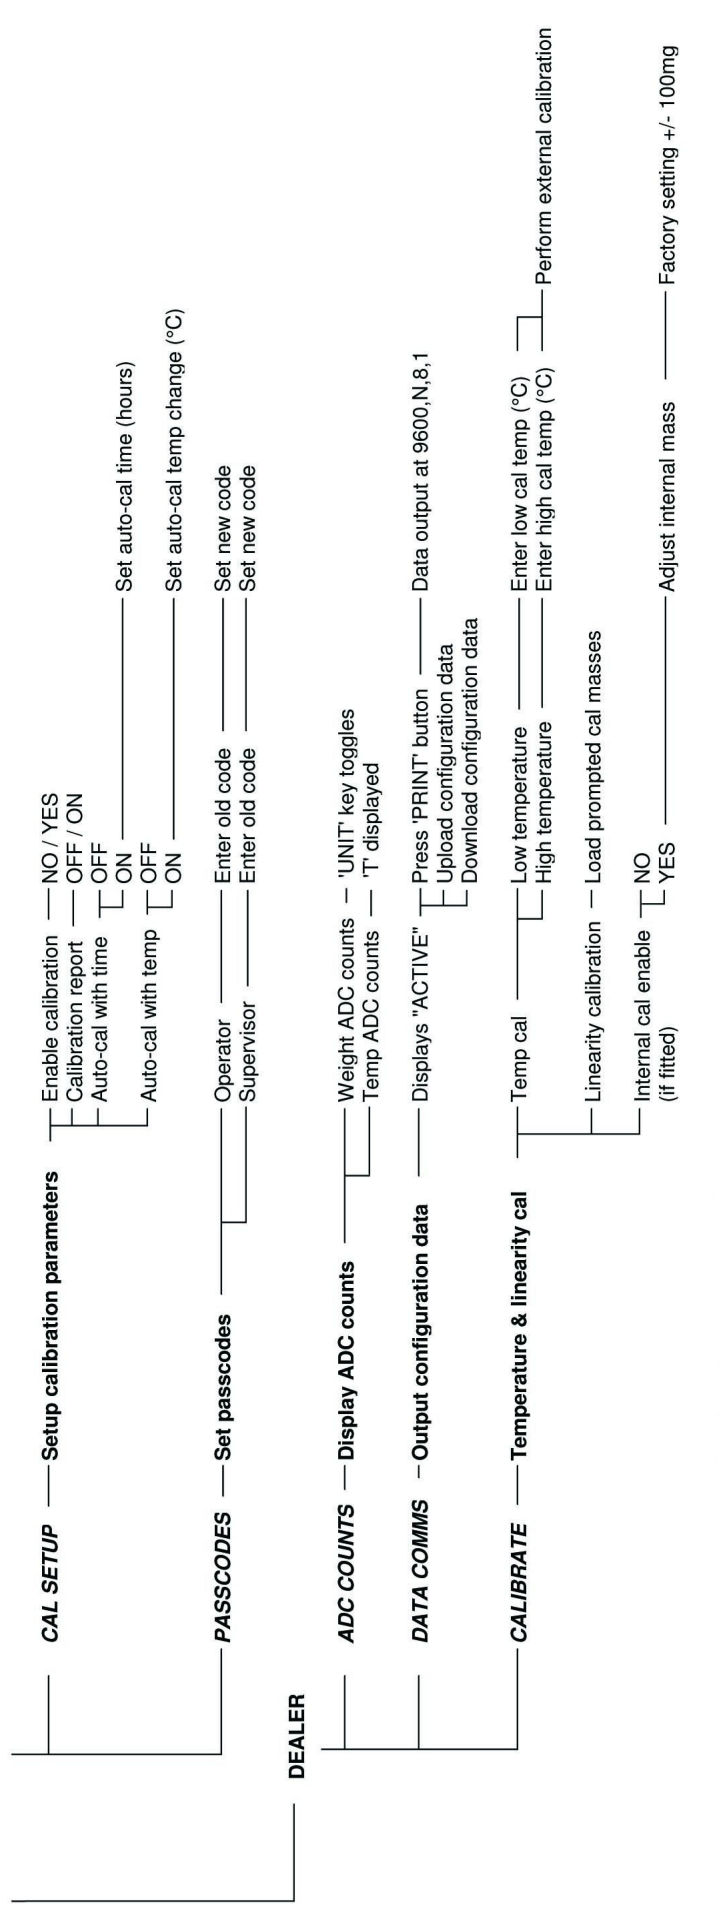 CAL SETUP
Setup calibration parameters
Enable calibration
NO / YES
Calibration report
OFF / ON
Auto-cal with time
OFF
ON
Set auto-cal time (hours)
Auto-cal with temp
OFF
ON
Set auto-cal temp change (°C)
PASSCODES
Set passcodes
Operator
Enter old code
Set new code
Supervisor
Enter old code
Set new code
DEALER
ADC COUNTS
Display ADC counts
Weight ADC counts
'UNIT' key toggles
Temp ADC counts
'T' displayed
DATA COMMS
Output configuration data
Displays "ACTIVE"
Press 'PRINT' button
Data output at 9600,N,8,1
Upload configuration data
Download configuration data
CALIBRATE
Temperature & linearity cal
Temp cal
Low temperature
Enter low cal temp (°C)
High temperature
Enter high cal temp (°C)
Perform external calibration
Linearity calibration
Load prompted cal masses
Internal cal enable
(if fitted)
NO
YES
Adjust internal mass
Factory setting +/- 100mg